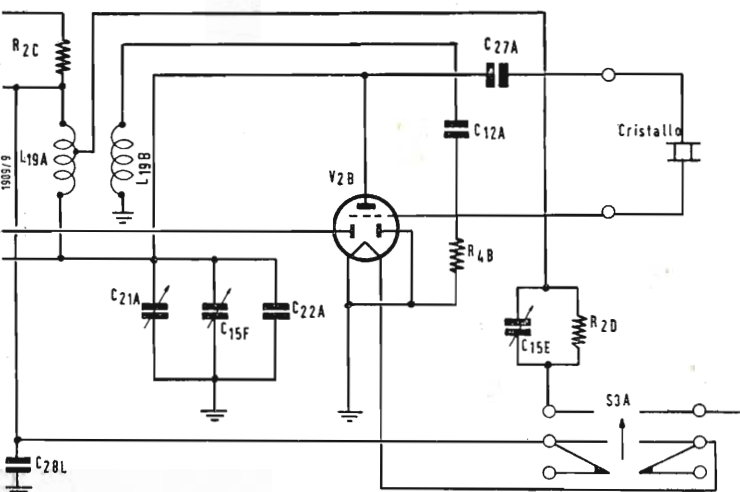 R2C
C27A
C12A
Cristallo
L19A
L19B
1909/9
V2B
R4B
C21A
C15F
C22A
C15E
R2D
S3A
C28L